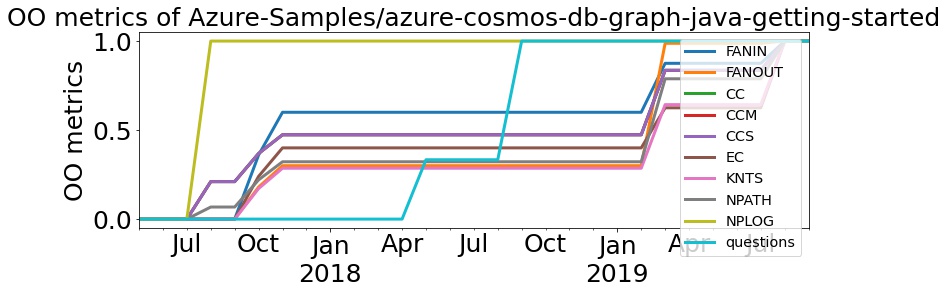 OO metrics of Azure-Samples/azure-cosmos-db-graph-java-getting-started
OO metrics
1.0
0.5
0.0
Jul
Oct
Jan
2018
Apr
Jul
Oct
Jan
2019
Apr
Jul
FANIN
FANOUT
CC
CCM
CCS
EC
KNTS
NPATH
NPLOG
questions